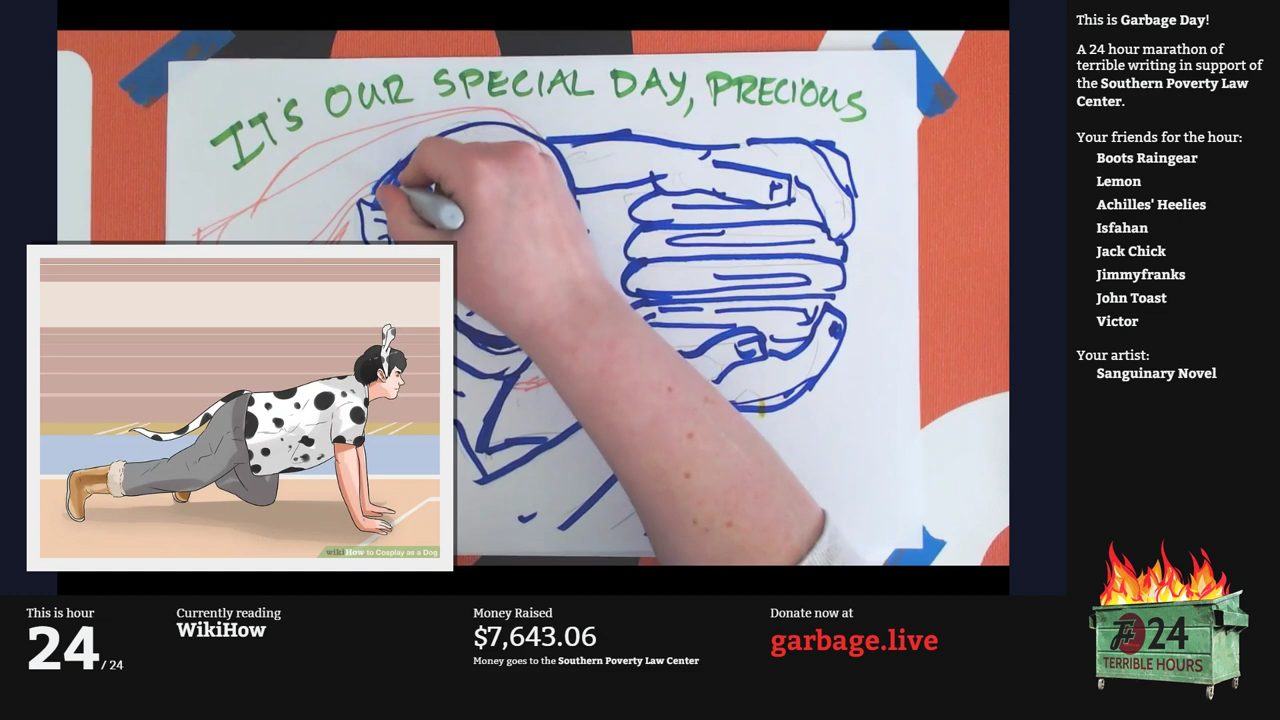 IT'S OUR SPECIAL DAY, PRECIOUS
wikiHow to Cosplay as a Dog
This is Garbage Day!
A 24 hour marathon of
terrible writing in support of
the Southern Poverty Law
Center.
Your friends for the hour:
Boots Raingear
Lemon
Achilles' Heelies
Isfahan
Jack Chick
Jimmyfranks
John Toast
Victor
Your artist:
Sanguinary Novel
This is hour
24 / 24
Currently reading
WikiHow
Money Raised
$7,643.06
Money goes to the Southern Poverty Law Center
Donate now at
garbage.live
24
TERRIBLE HOURS